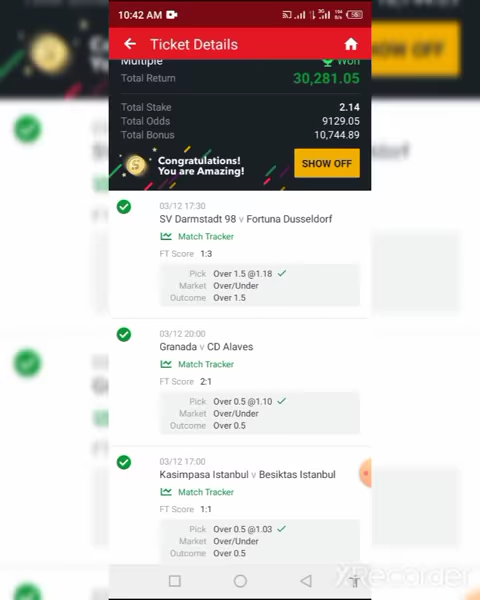 10:42 AM
Ticket Details
Multiple
Won
Total Return 30,281.05
Total Stake 2.14
Total Odds 9129.05
Total Bonus 10,744.89
Congratulations!
You are Amazing!
SHOW OFF
03/12 17:30
SV Darmstadt 98 v Fortuna Dusseldorf
Match Tracker
FT Score 1:3
Pick Over 1.5 @1.18
Market Over/Under
Outcome Over 1.5
03/12 20:00
Granada v CD Alaves
Match Tracker
FT Score 2:1
Pick Over 0.5 @1.10
Market Over/Under
Outcome Over 0.5
03/12 17:00
Kasimpasa Istanbul v Besiktas Istanbul
Match Tracker
FT Score 1:1
Pick Over 0.5 @1.03
Market Over/Under
Outcome Over 0.5
XRecorder